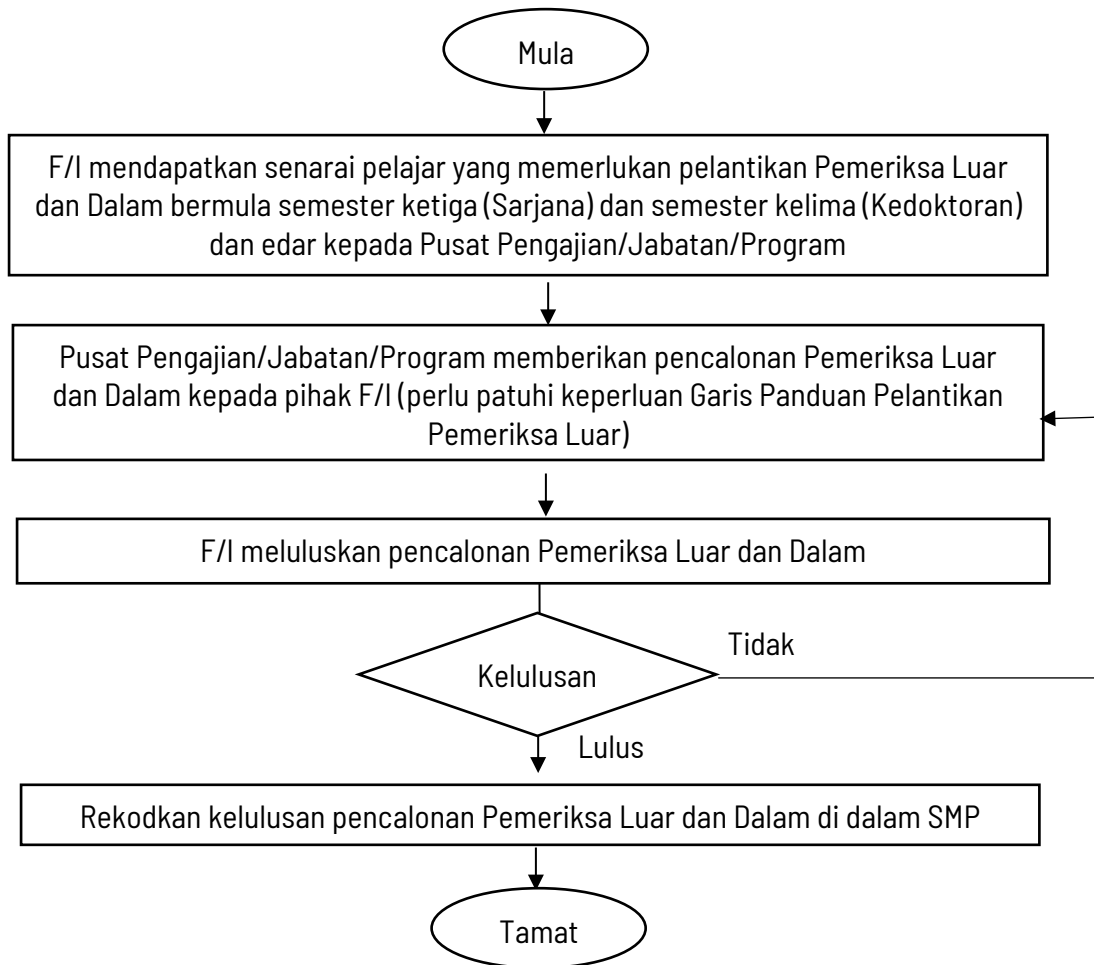 Mula
F/I mendapatkan senarai pelajar yang memerlukan pelantikan Pemeriksa Luar
dan Dalam bermula semester ketiga (Sarjana) dan semester kelima (Kedoktoran)
dan edar kepada Pusat Pengajian/Jabatan/Program
Pusat Pengajian/Jabatan/Program memberikan pencalonan Pemeriksa Luar
dan Dalam kepada pihak F/I (perlu patuhi keperluan Garis Panduan Pelantikan
Pemeriksa Luar)
F/I meluluskan pencalonan Pemeriksa Luar dan Dalam
Tidak
Kelulusan
Lulus
Rekodkan kelulusan pencalonan Pemeriksa Luar dan Dalam di dalam SMP
Tamat